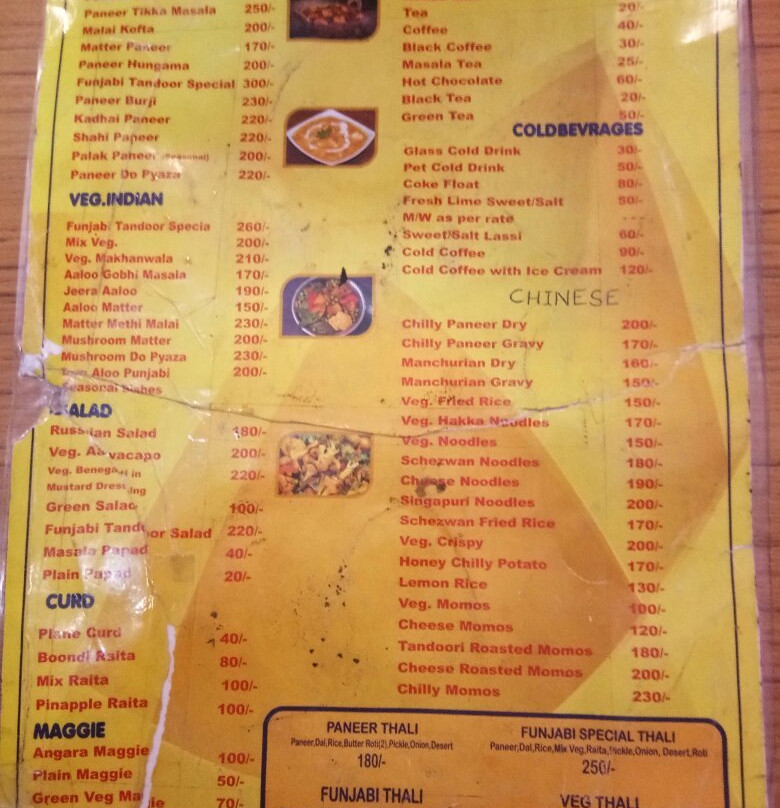 Paneer Tikka Masala 250/-
Malai Kofta 200/-
Matter Paneer 170/-
Paneer Hungama 200/-
Funjabi Tandoor Special 300/-
Paneer Burji 230/-
Kadhai Paneer 220/-
Shahi Paneer 220/-
Palak Paneer (Seasonal) 200/-
Paneer Do Pyaza 220/-
VEG.INDIAN
Funjabi Tandoor Specia 260/-
Mix Veg. 200/-
Veg. Makhanwala 210/-
Aaloo Gobhi Masala 170/-
Jeera Aaloo 190/-
Aaloo Matter 150/-
Matter Methi Malai 230/-
Mushroom Matter 200/-
Mushroom Do Pyaza 230/-
Aloo Punjabi 200/-
Seasonal Dishes
SALAD
Russian Salad 180/-
Veg. Aavacapo 200/-
Veg. in 220/-
Mustard Dressing
Green Salad 100/-
Funjabi Tandoor Salad 220/-
Masala Papad 40/-
Plain Papad 20/-
CURD
Plane Curd 40/-
Boondi Raita 80/-
Mix Raita 100/-
Pinapple Raita 100/-
MAGGIE
Angara Maggie 100/-
Plain Maggie 50/-
Green Veg Maggie 70/-
Tea 20/-
Coffee 40/-
Black Coffee 30/-
Masala Tea 25/-
Hot Chocolate 60/-
Black Tea 20/-
Green Tea 50/-
COLDBEVRAGES
Glass Cold Drink 30/-
Pet Cold Drink 50/-
Coke Float 80/-
Fresh Lime Sweet/Salt 50/-
M/W as per rate ---
Sweet/Salt Lassi 60/-
Cold Coffee 90/-
Cold Coffee with Ice Cream 120/-
CHINESE
Chilly Paneer Dry 200/-
Chilly Paneer Gravy 170/-
Manchurian Dry 160/-
Manchurian Gravy 150/-
Veg. Fried Rice 150/-
Veg. Hakka Noodles 170/-
Veg. Noodles 150/-
Schezwan Noodles 180/-
Cheese Noodles 190/-
Singapuri Noodles 200/-
Schezwan Fried Rice 170/-
Veg. Crispy 200/-
Honey Chilly Potato 170/-
Lemon Rice 130/-
Veg. Momos 100/-
Cheese Momos 120/-
Tandoori Roasted Momos 180/-
Cheese Roasted Momos 200/-
Chilly Momos 230/-
PANEER THALI
Paneer,Dal,Rice,Butter Roti(2),Pickle,Onion,Desert
180/-
FUNJABI SPECIAL THALI
Paneer,Dal,Rice,Mix Veg,Raita,Pickle,Onion, Desert,Roti
250/-
FUNJABI THALI
VEG THALI